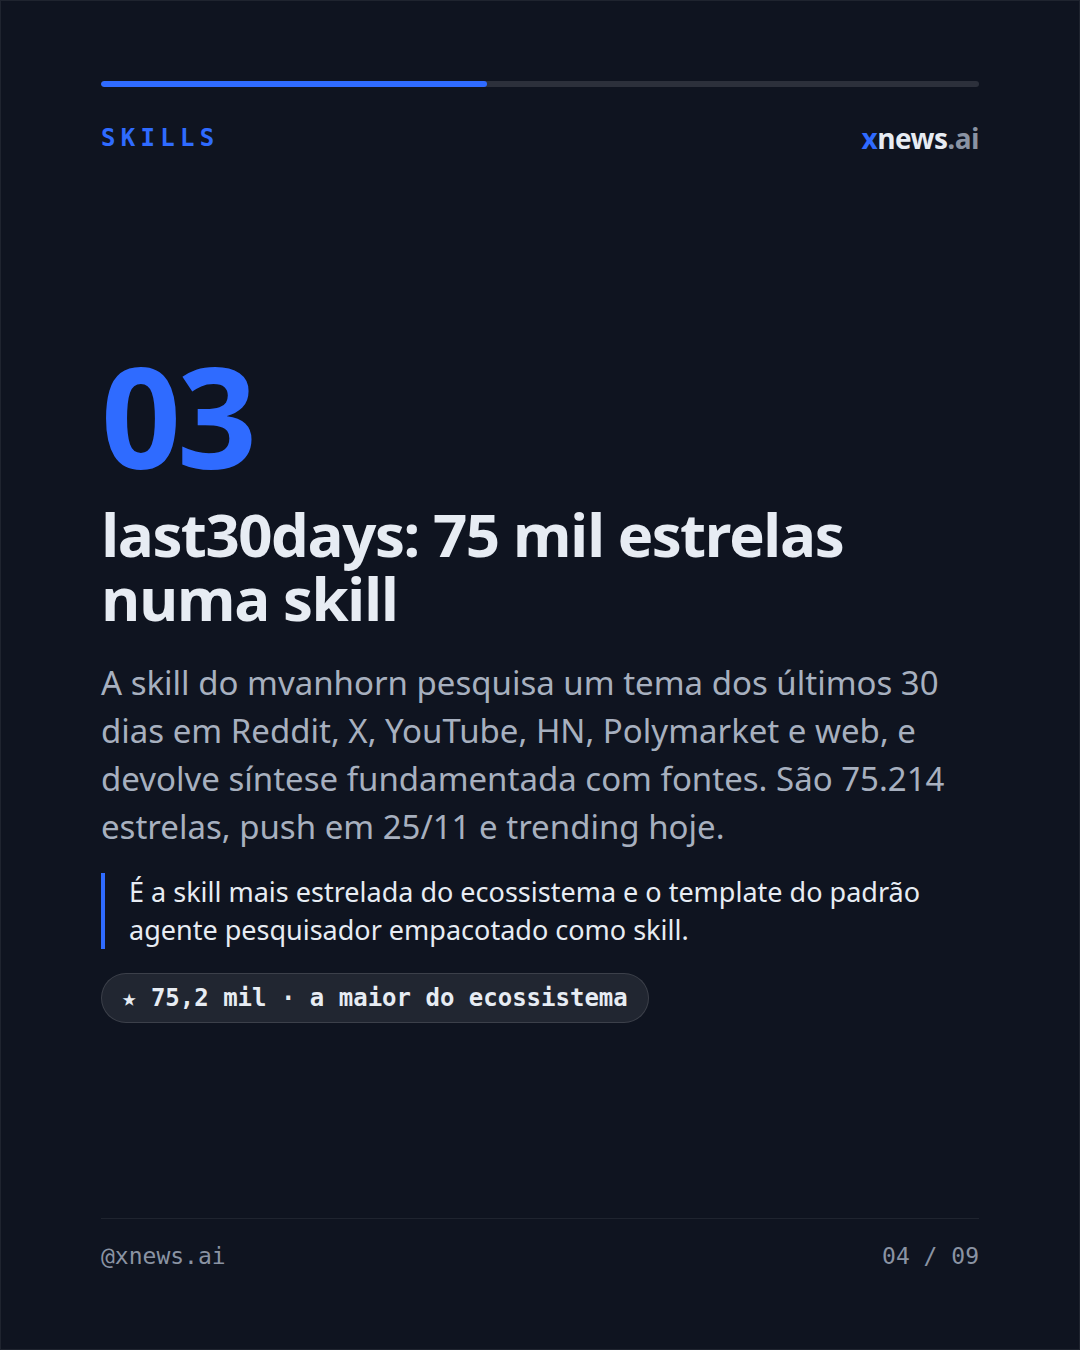 SKILLS
xnews.ai
03
last30days: 75 mil estrelas
numa skill
A skill do mvanhorn pesquisa um tema dos últimos 30
dias em Reddit, X, YouTube, HN, Polymarket e web, e
devolve síntese fundamentada com fontes. São 75.214
estrelas, push em 25/11 e trending hoje.
É a skill mais estrelada do ecossistema e o template do padrão
agente pesquisador empacotado como skill.
★ 75,2 mil · a maior do ecossistema
@xnews.ai
04 / 09